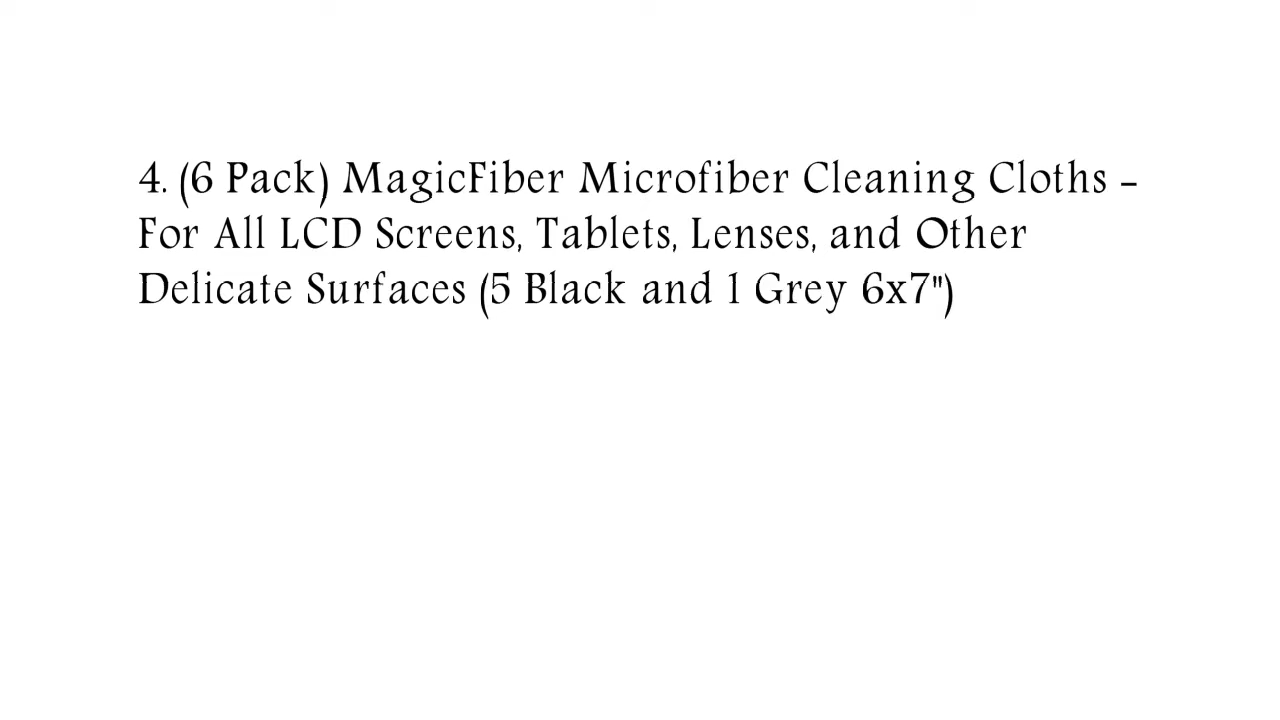 4. (6 Pack) MagicFiber Microfiber Cleaning Cloths –
For All LCD Screens, Tablets, Lenses, and Other
Delicate Surfaces (5 Black and 1 Grey 6x7")